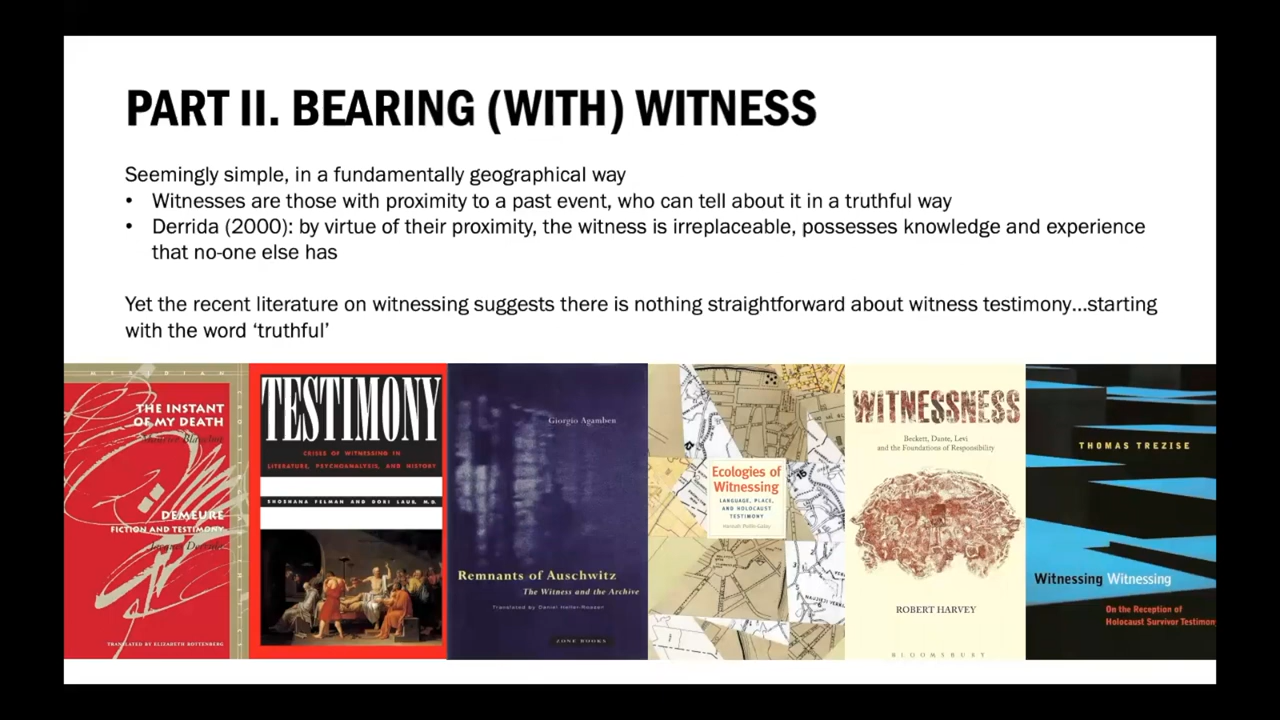 PART II. BEARING (WITH) WITNESS
Seemingly simple, in a fundamentally geographical way
• Witnesses are those with proximity to a past event, who can tell about it in a truthful way
• Derrida (2000): by virtue of their proximity, the witness is irreplaceable, possesses knowledge and experience
that no-one else has
Yet the recent literature on witnessing suggests there is nothing straightforward about witness testimony...starting
with the word ‘truthful’
MERIDIAN
THE INSTANT
OF MY DEATH
Maurice Blanchot
DEMEURE
FICTION AND TESTIMONY
Jacques Derrida
TRANSLATED BY ELIZABETH ROTTENBERG
TESTIMONY
CRISES OF WITNESSING IN
LITERATURE, PSYCHOANALYSIS, AND HISTORY
SHOSHANA FELMAN AND DORI LAUB, M.D.
Giorgio Agamben
Remnants of Auschwitz
The Witness and the Archive
Translated by Daniel Heller-Roazen
ZONE BOOKS
Ecologies of
Witnessing
LANGUAGE, PLACE,
AND HOLOCAUST
TESTIMONY
Hannah Pollin-Galay
WITNESSNESS
Beckett, Dante, Levi
and the Foundations of Responsibility
ROBERT HARVEY
BLOOMSBURY
THOMAS TREZISE
Witnessing Witnessing
On the Reception of
Holocaust Survivor Testimon